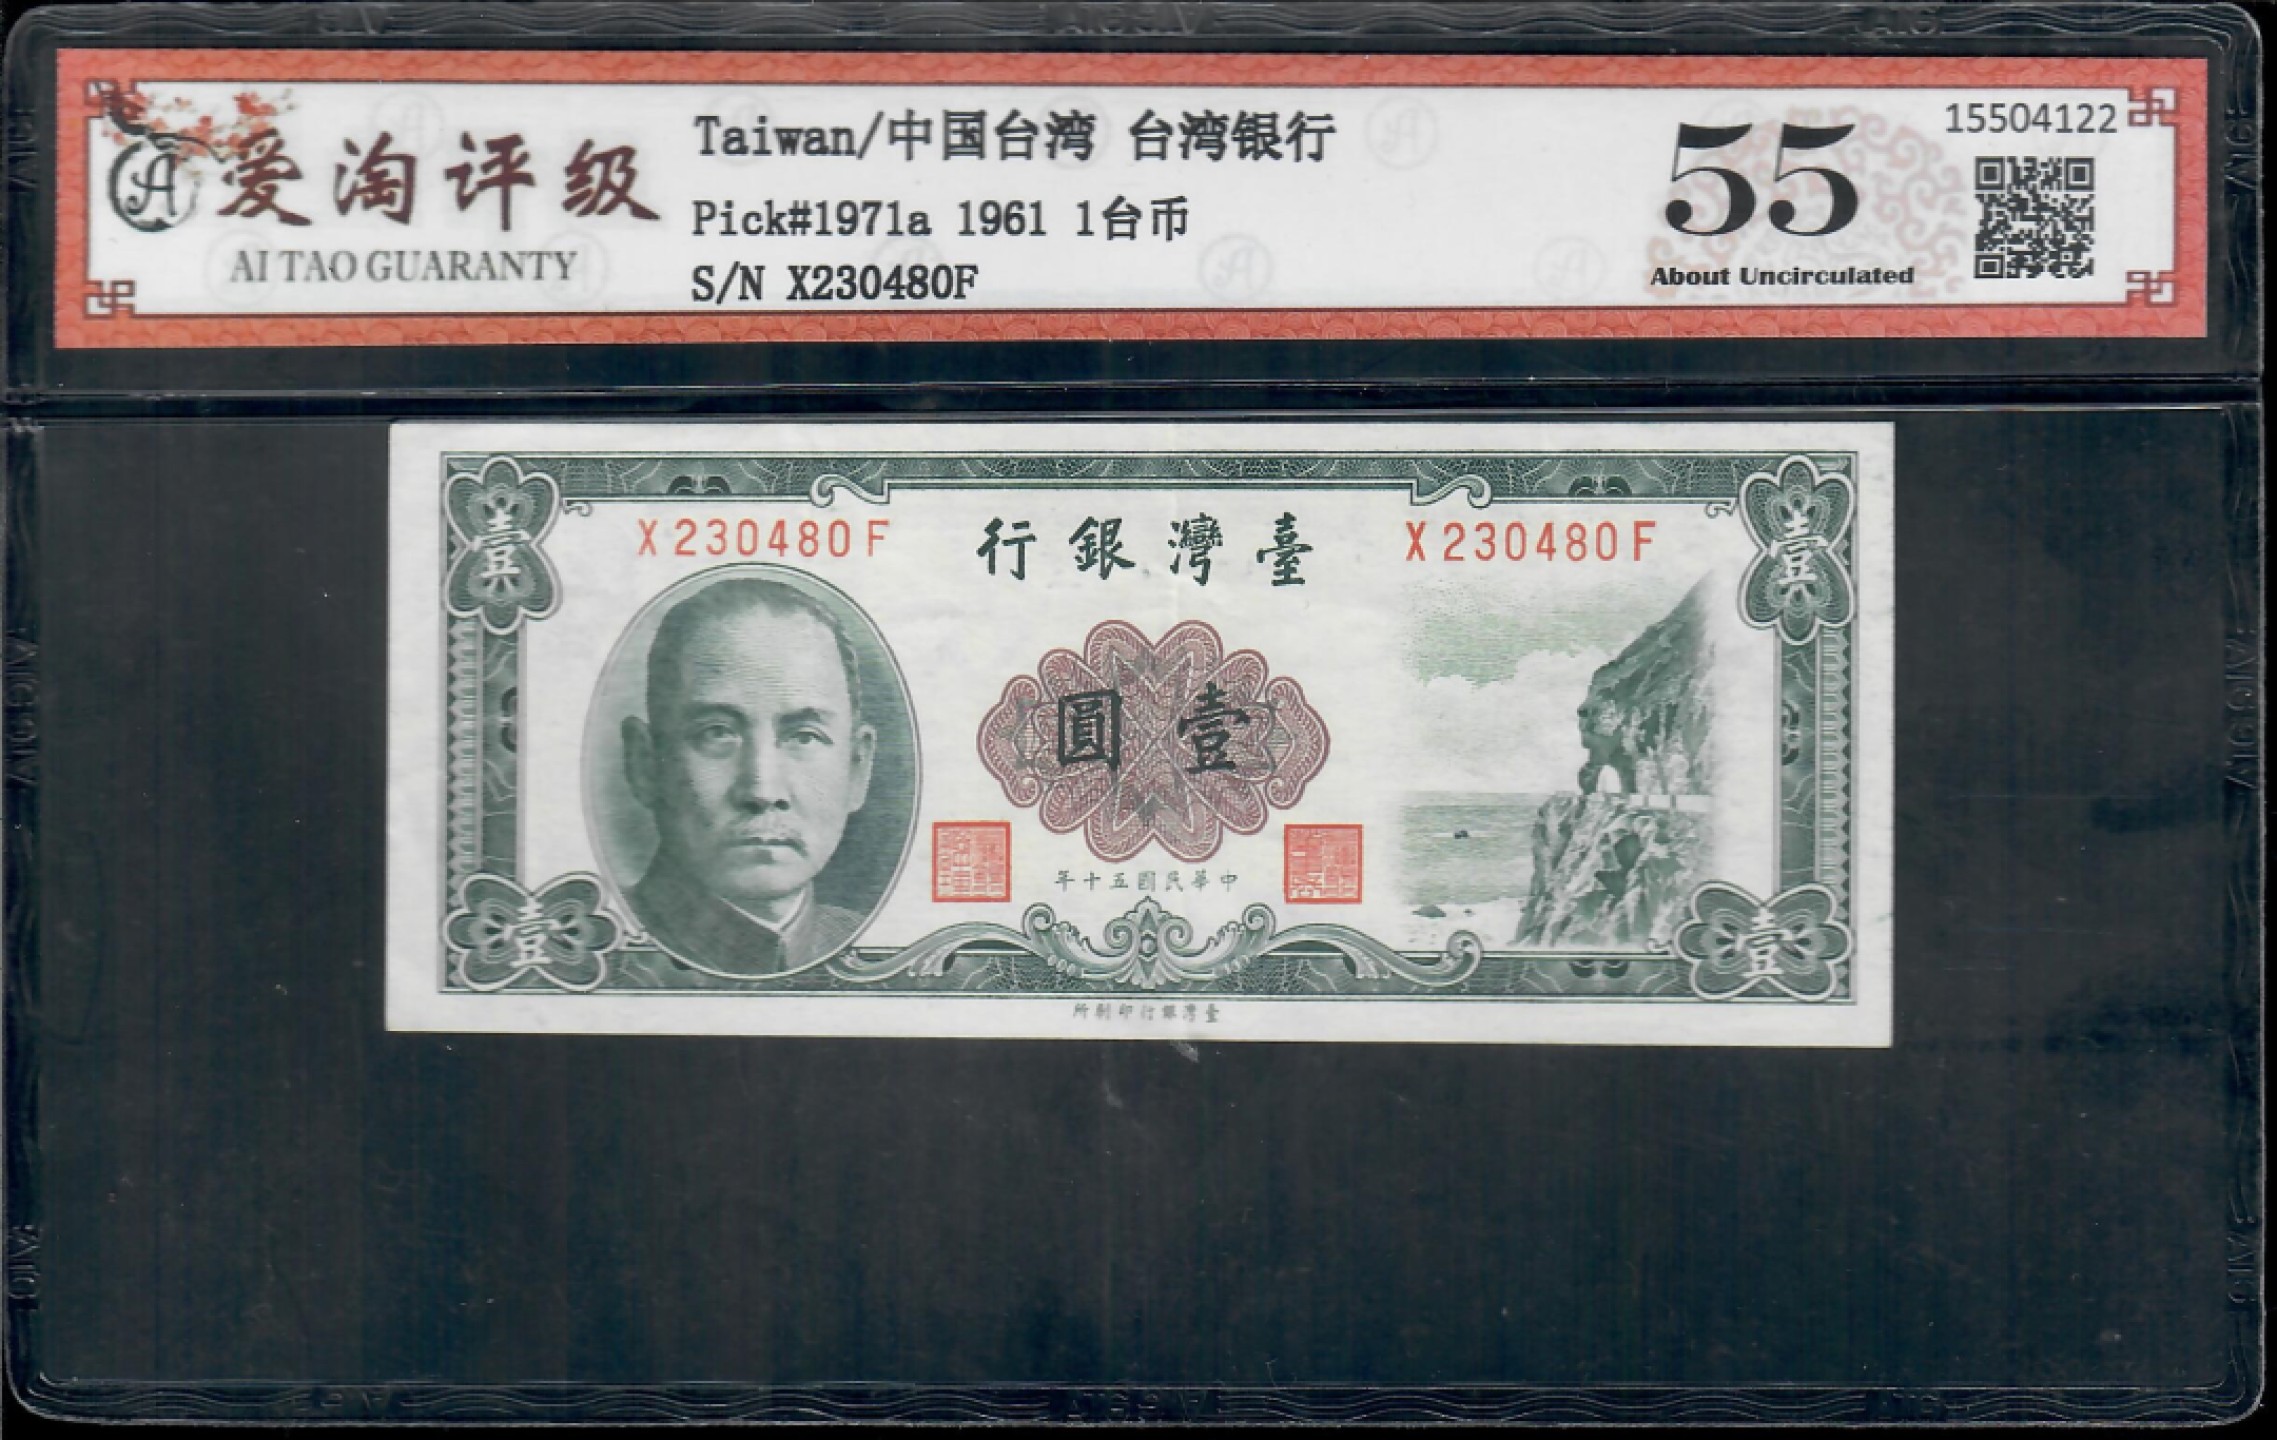 爱淘评级
AI TAO GUARANTY
Taiwan/中国台湾 台湾银行
Pick#1971a 1961 1台币
S/N X230480F
55
About Uncirculated
15504122
壹
壹
X230480F
行銀灣臺
X230480F
圓壹
年十五國民華中
壹
壹
所刷印行銀灣臺